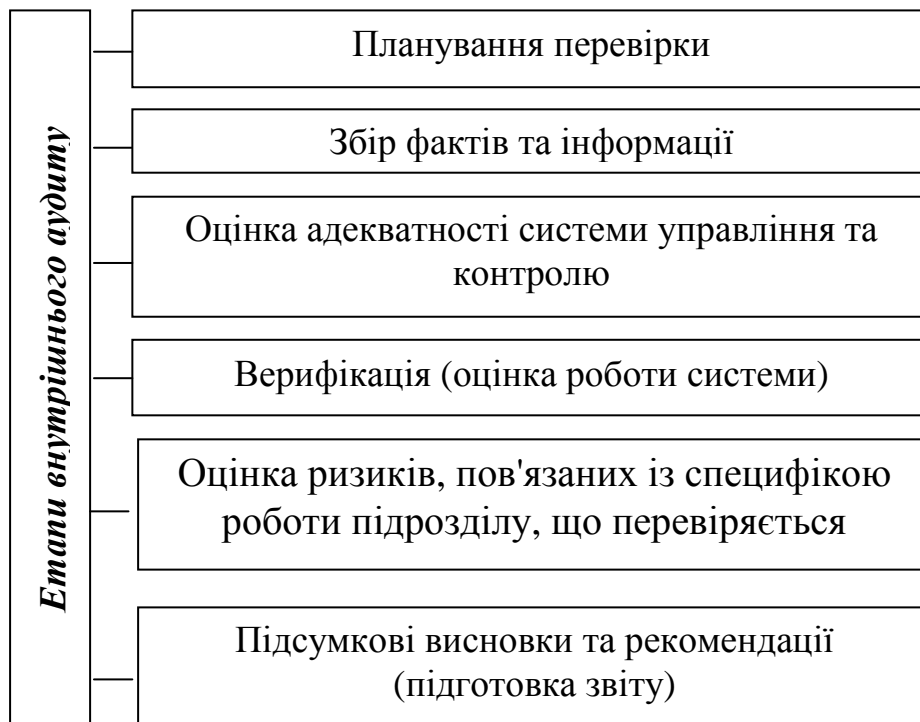 Етапи внутрішнього аудиту
Планування перевірки
Збір фактів та інформації
Оцінка адекватності системи управління та
контролю
Верифікація (оцінка роботи системи)
Оцінка ризиків, пов'язаних із специфікою
роботи підрозділу, що перевіряється
Підсумкові висновки та рекомендації
(підготовка звіту)